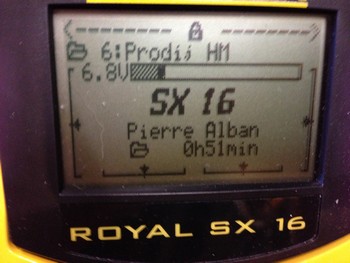 6:Prodij HM
6.8V
SX 16
Pierre Alban
0h51min
ROYAL SX 16